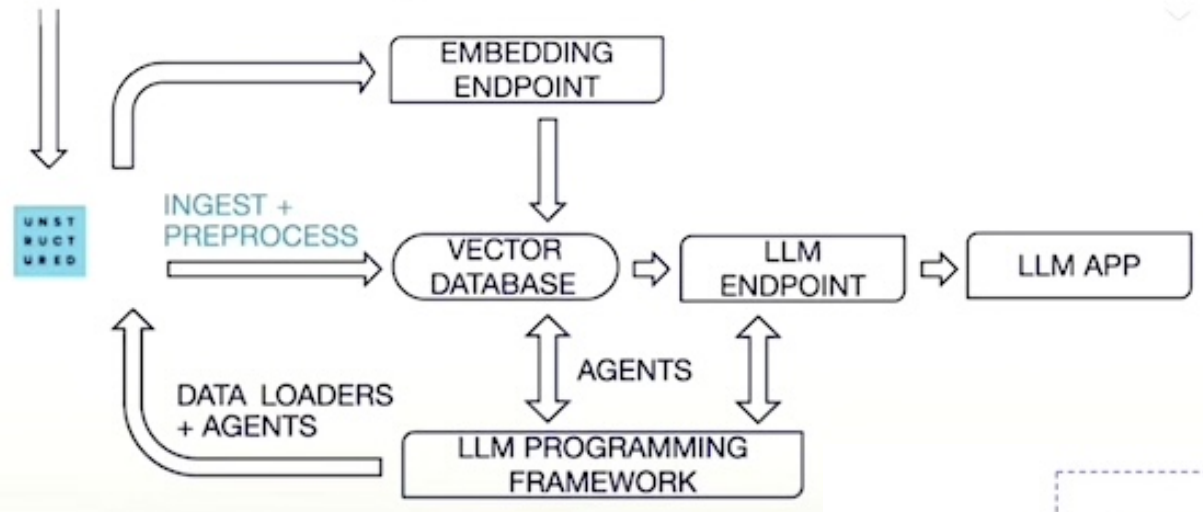 EMBEDDING
ENDPOINT
UNST
RUCT
URED
INGEST +
PREPROCESS
VECTOR
DATABASE
LLM
ENDPOINT
LLM APP
AGENTS
DATA LOADERS
+ AGENTS
LLM PROGRAMMING
FRAMEWORK